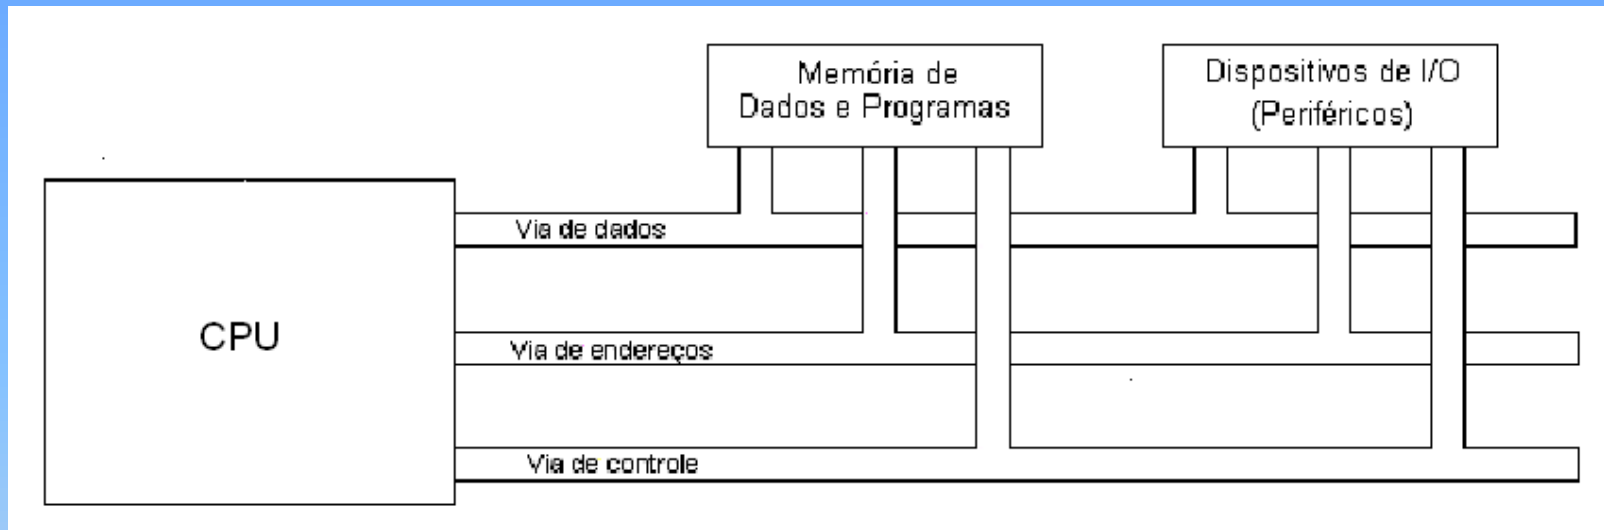 Memória de
Dados e Programas
Dispositivos de I/O
(Periféricos)
Via de dados
CPU
Via de endereços
Via de controle